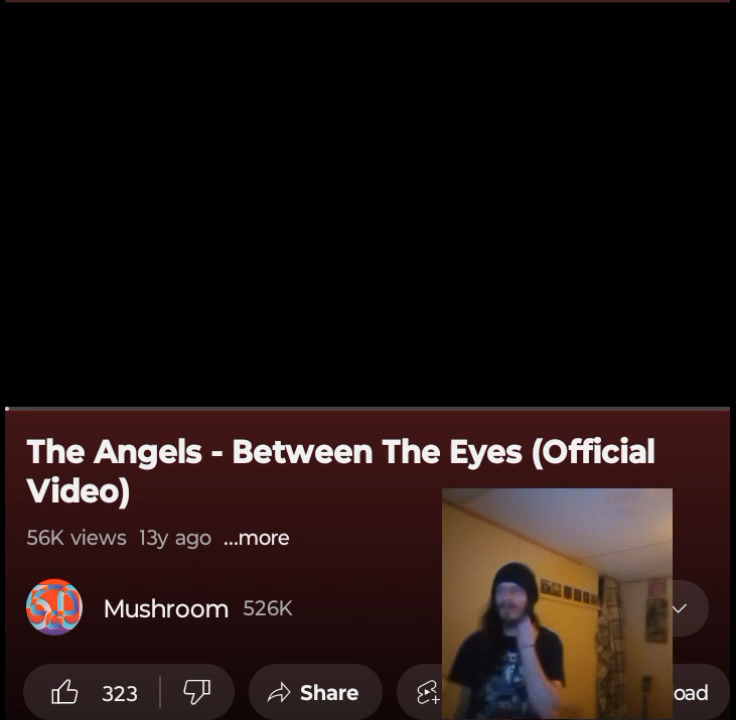 The Angels - Between The Eyes (Official
Video)
56K views 13y ago ...more
Mushroom 526K
323 Share oad